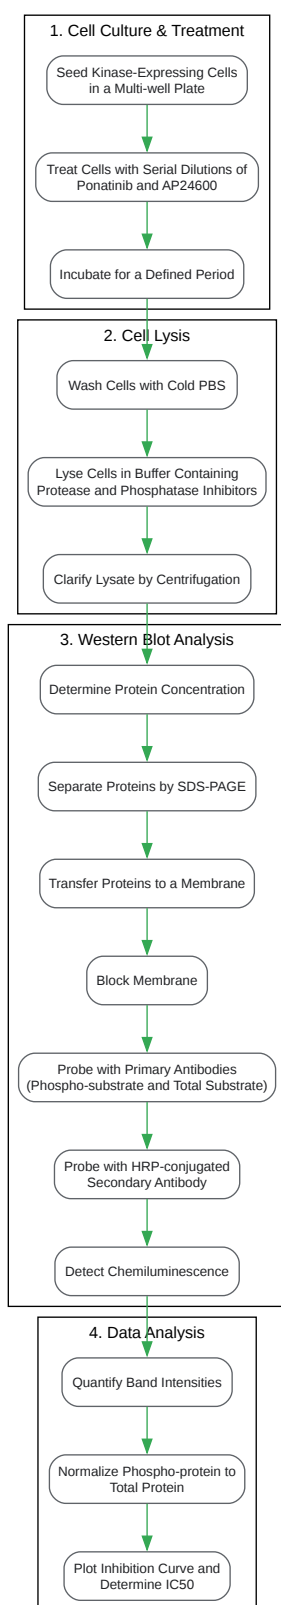 1. Cell Culture & Treatment
Seed Kinase-Expressing Cells
in a Multi-well Plate
Treat Cells with Serial Dilutions of
Ponatinib and AP24600
Incubate for a Defined Period
2. Cell Lysis
Wash Cells with Cold PBS
Lyse Cells in Buffer Containing
Protease and Phosphatase Inhibitors
Clarify Lysate by Centrifugation
3. Western Blot Analysis
Determine Protein Concentration
Separate Proteins by SDS-PAGE
Transfer Proteins to a Membrane
Block Membrane
Probe with Primary Antibodies
(Phospho-substrate and Total Substrate)
Probe with HRP-conjugated
Secondary Antibody
Detect Chemiluminescence
4. Data Analysis
Quantify Band Intensities
Normalize Phospho-protein to
Total Protein
Plot Inhibition Curve and
Determine IC50